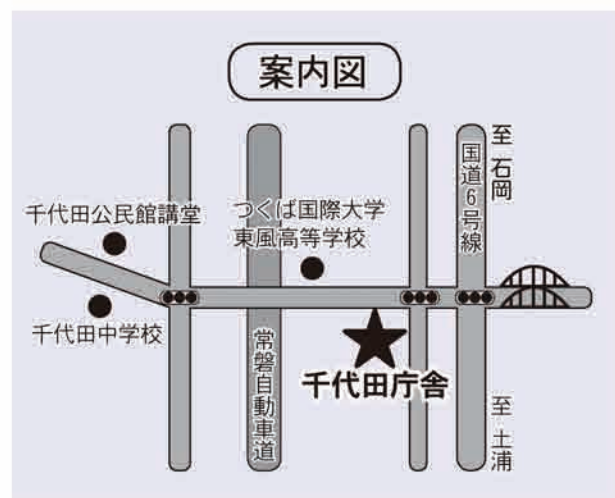 案内図
至 石岡
国道6号線
千代田公民館講堂
つくば国際大学
東風高等学校
千代田中学校
常磐自動車道
千代田庁舎
至 土浦